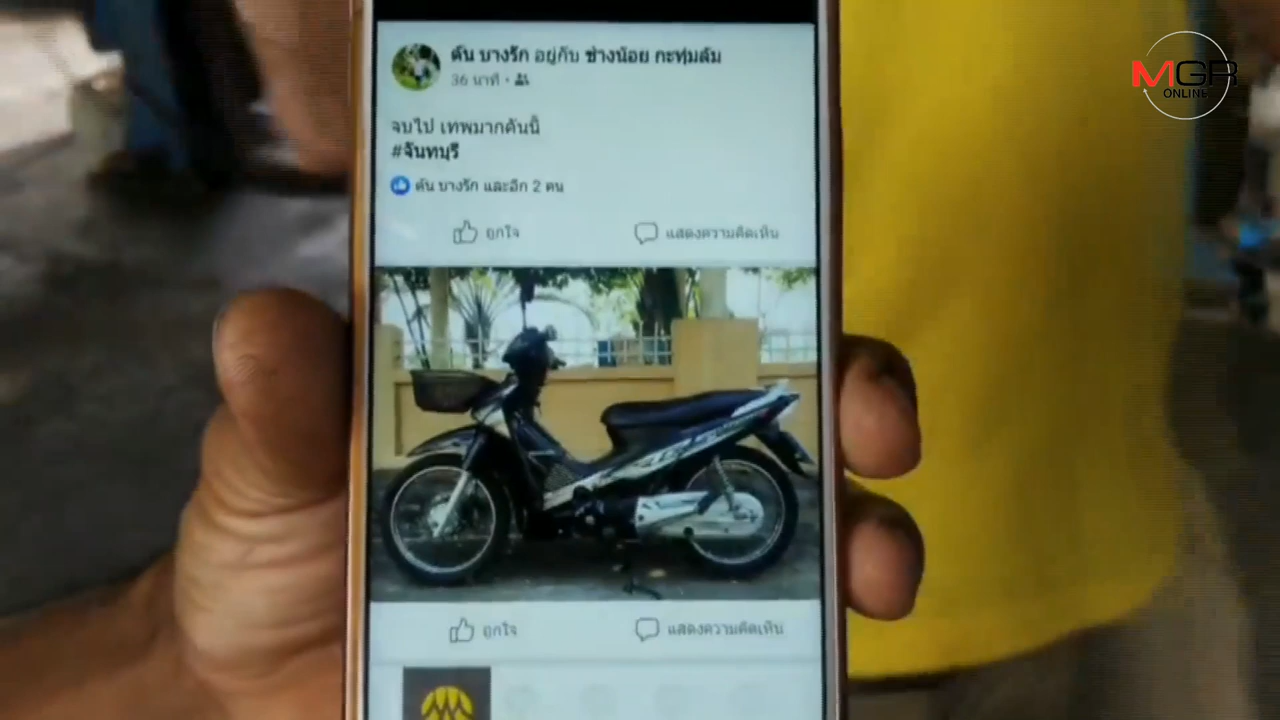 ดัน บางรัก อยู่กับ ช่างน้อย กะทุ่มล้ม
36 นาที ·
จบไป เทพมากคันนี้
#จันทบุรี
ดัน บางรัก และอีก 2 คน
ถูกใจ
แสดงความคิดเห็น
ถูกใจ
แสดงความคิดเห็น
MGR
ONLINE